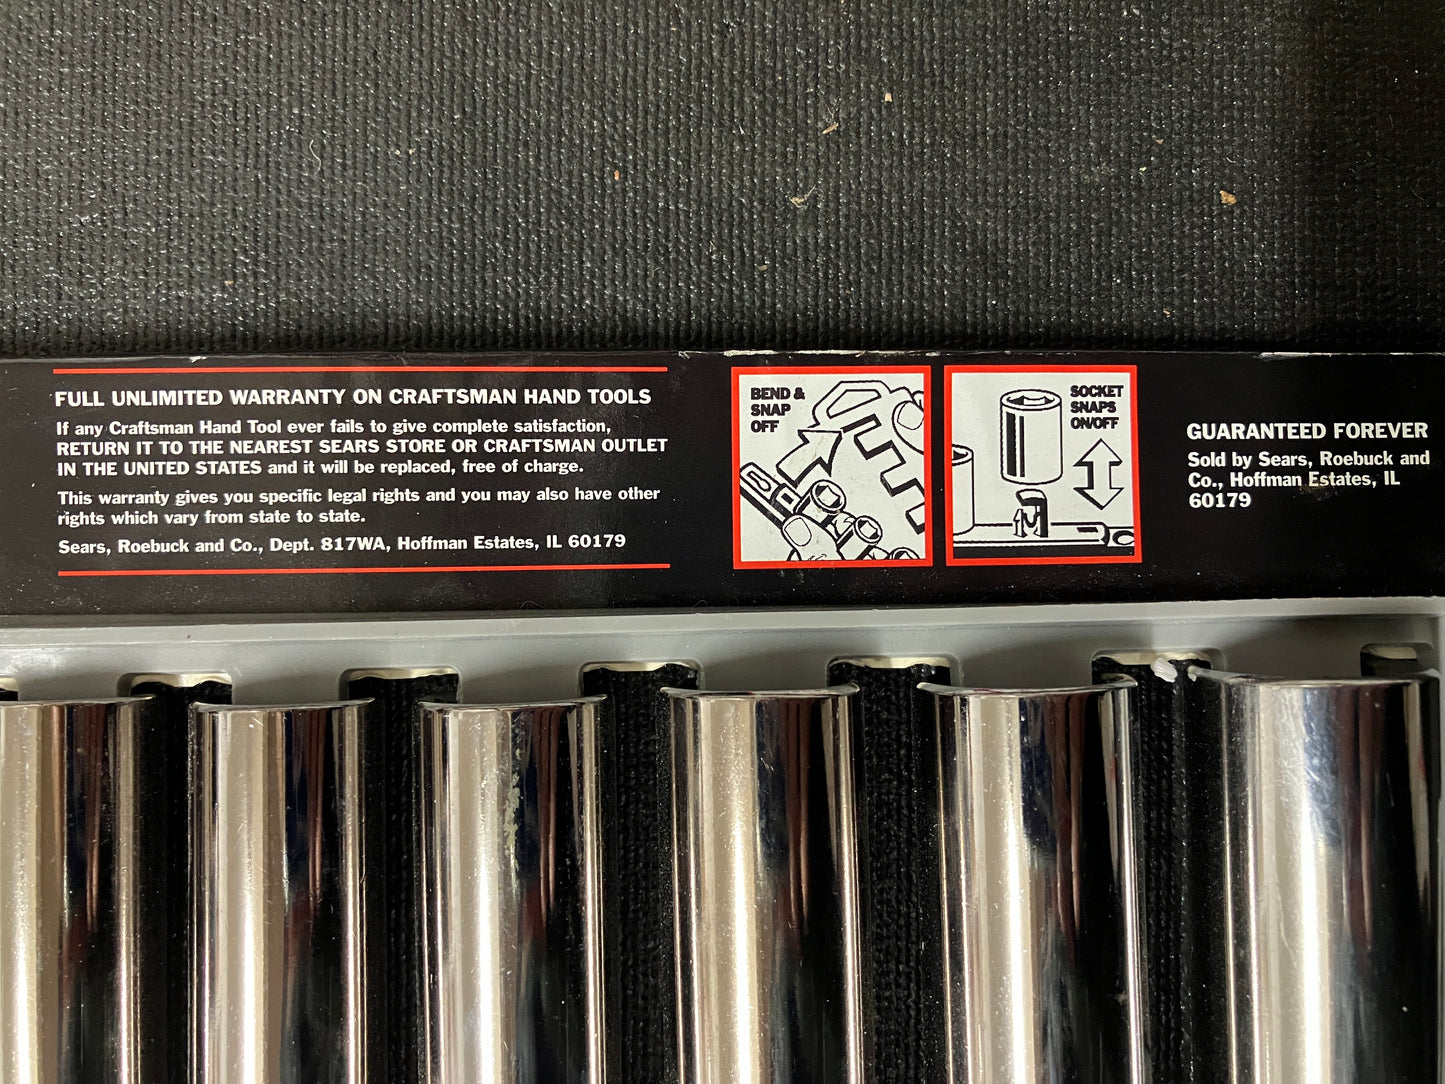 FULL UNLIMITED WARRANTY ON CRAFTSMAN HAND TOOLS
If any Craftsman Hand Tool ever fails to give complete satisfaction,
RETURN IT TO THE NEAREST SEARS STORE OR CRAFTSMAN OUTLET
IN THE UNITED STATES and it will be replaced, free of charge.
This warranty gives you specific legal rights and you may also have other
rights which vary from state to state.
Sears, Roebuck and Co., Dept. 817WA, Hoffman Estates, IL 60179
BEND &
SNAP
OFF
SOCKET
SNAPS
ON/OFF
GUARANTEED FOREVER
Sold by Sears, Roebuck and
Co., Hoffman Estates, IL
60179